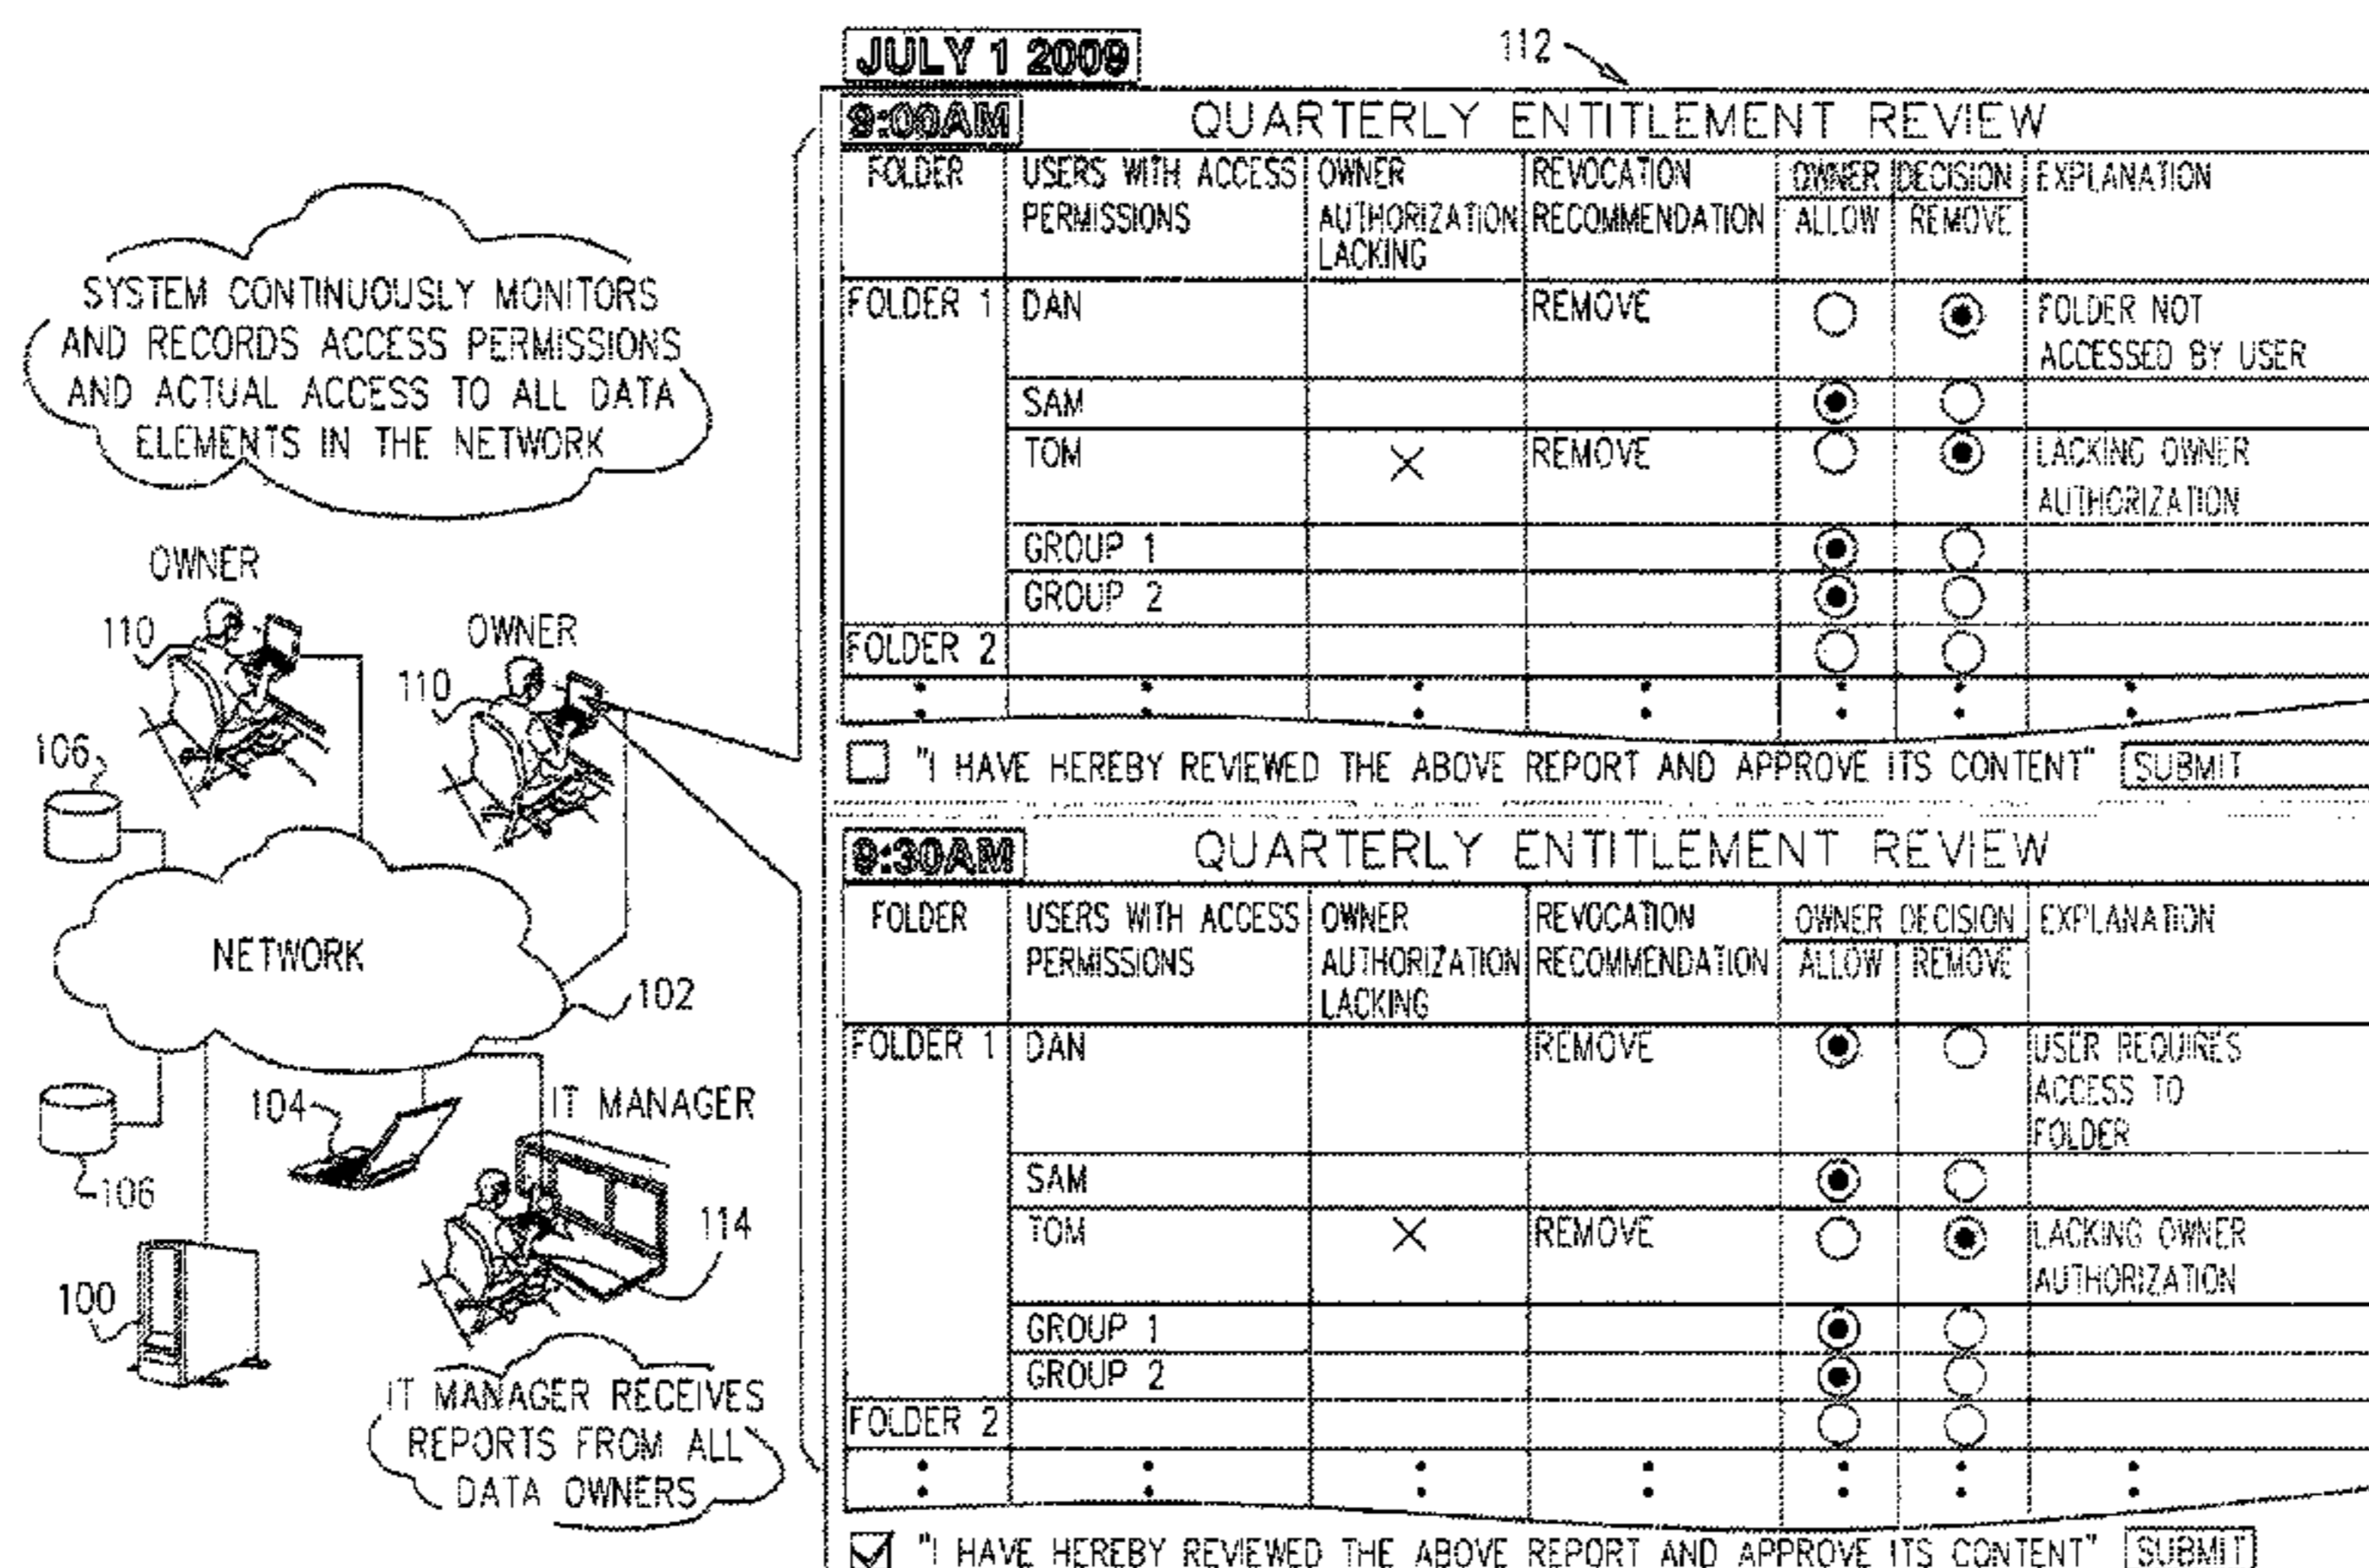 JULY 1 2009
112
9:00AM
QUARTERLY ENTITLEMENT REVIEW
FOLDER
USERS WITH ACCESS
PERMISSIONS
OWNER
AUTHORIZATION
LACKING
REVOCATION
RECOMMENDATION
OWNER DECISION
ALLOW
REMOVE
EXPLANATION
FOLDER 1
DAN
REMOVE
FOLDER NOT
ACCESSED BY USER
SAM
TOM
X
REMOVE
LACKING OWNER
AUTHORIZATION
GROUP 1
GROUP 2
FOLDER 2
"I HAVE HEREBY REVIEWED THE ABOVE REPORT AND APPROVE ITS CONTENT"
SUBMIT
9:30AM
QUARTERLY ENTITLEMENT REVIEW
FOLDER
USERS WITH ACCESS
PERMISSIONS
OWNER
AUTHORIZATION
LACKING
REVOCATION
RECOMMENDATION
OWNER DECISION
ALLOW
REMOVE
EXPLANATION
FOLDER 1
DAN
REMOVE
USER REQUIRES
ACCESS TO
FOLDER
SAM
TOM
X
REMOVE
LACKING OWNER
AUTHORIZATION
GROUP 1
GROUP 2
FOLDER 2
"I HAVE HEREBY REVIEWED THE ABOVE REPORT AND APPROVE ITS CONTENT"
SUBMIT
SYSTEM CONTINUOUSLY MONITORS
AND RECORDS ACCESS PERMISSIONS
AND ACTUAL ACCESS TO ALL DATA
ELEMENTS IN THE NETWORK
OWNER
110
OWNER
110
106
NETWORK
102
104
IT MANAGER
106
114
100
IT MANAGER RECEIVES
REPORTS FROM ALL
DATA OWNERS